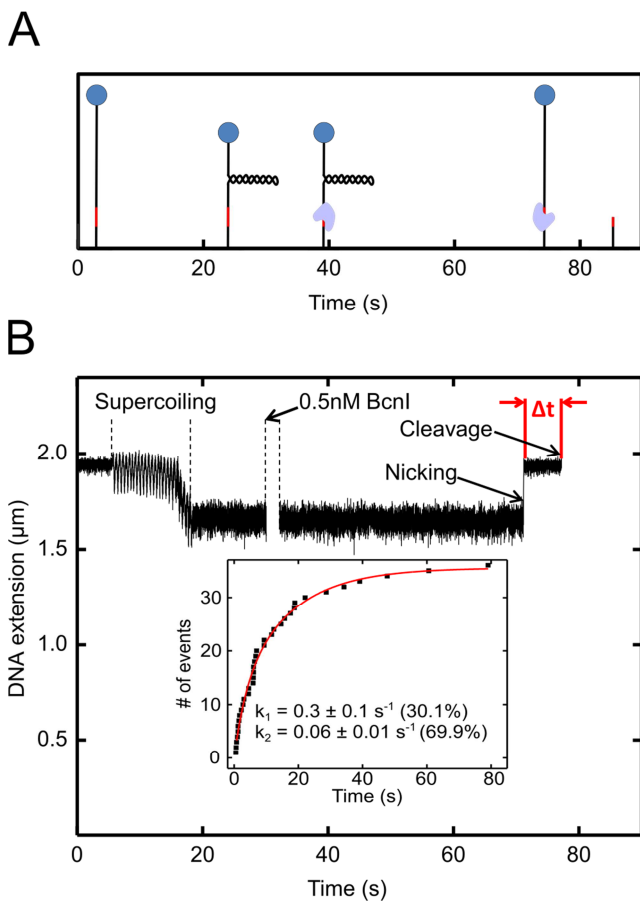 A
0 20 40 60 80
Time (s)
B
Supercoiling
0.5nM BcnI
Δt
Cleavage
Nicking
2.0
1.5
1.0
0.5
DNA extension (μm)
30
20
10
0
# of events
k1 = 0.3 ± 0.1 s-1 (30.1%)
k2 = 0.06 ± 0.01 s-1 (69.9%)
0 20 40 60 80
Time (s)
0 20 40 60 80
Time (s)